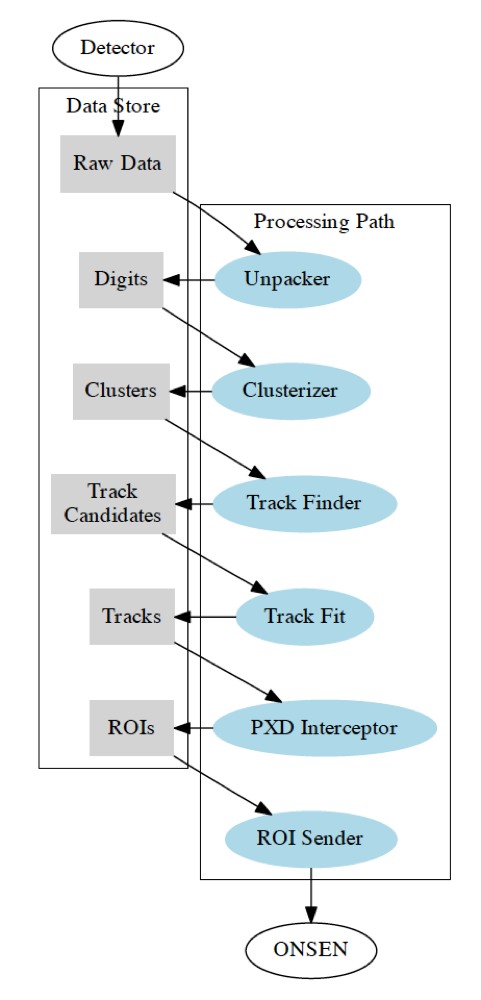 Detector
Data Store
Raw Data
Processing Path
Digits
Unpacker
Clusters
Clusterizer
Track
Candidates
Track Finder
Tracks
Track Fit
ROIs
PXD Interceptor
ROI Sender
ONSEN